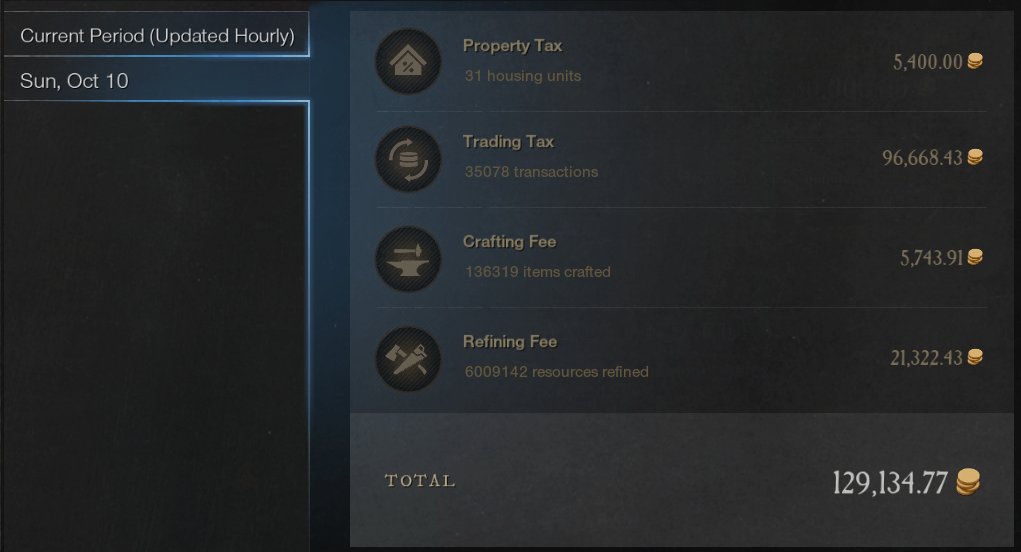 Current Period (Updated Hourly)
Sun, Oct 10
Property Tax
31 housing units
5,400.00
Trading Tax
35078 transactions
96,668.43
Crafting Fee
136319 items crafted
5,743.91
Refining Fee
6009142 resources refined
21,322.43
TOTAL
129,134.77